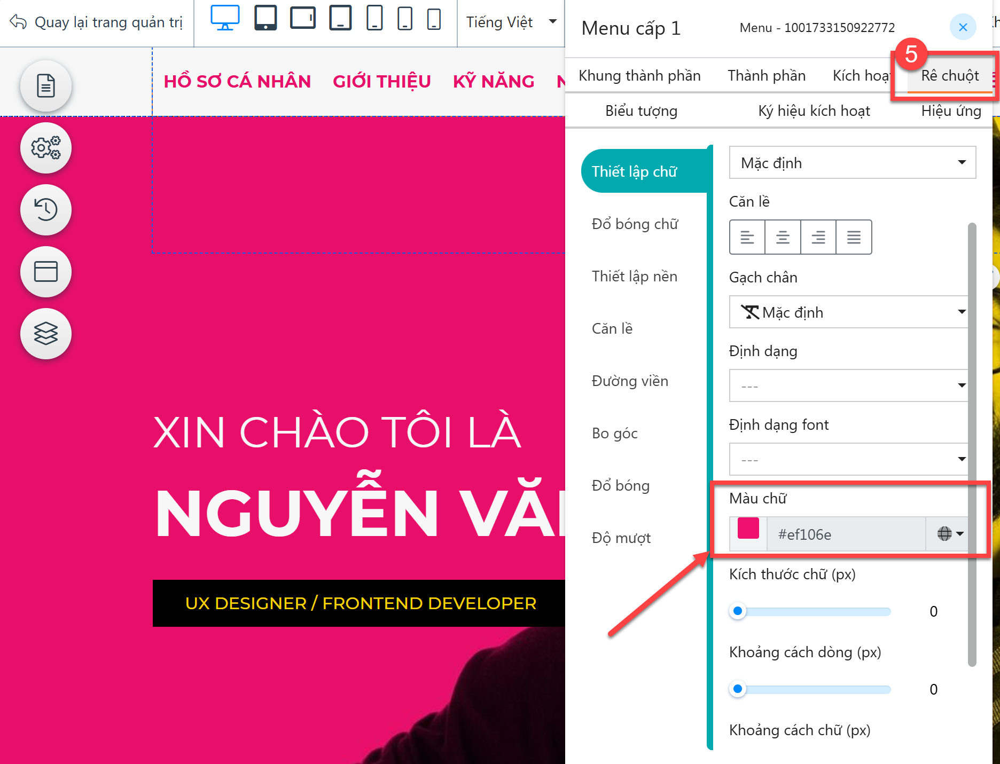 Quay lại trang quản trị
Tiếng Việt
Menu cấp 1
Menu - 1001733150922772
5
HỒ SƠ CÁ NHÂN
GIỚI THIỆU
KỸ NĂNG
Khung thành phần
Thành phần
Kích hoạt
Rê chuột
Biểu tượng
Ký hiệu kích hoạt
Hiệu ứng
Thiết lập chữ
Đổ bóng chữ
Thiết lập nền
Căn lề
Đường viền
Bo góc
Đổ bóng
Độ mượt
Mặc định
Căn lề
Gạch chân
Mặc định
Định dạng
---
Định dạng font
---
Màu chữ
#ef106e
Kích thước chữ (px)
0
Khoảng cách dòng (px)
0
Khoảng cách chữ (px)
XIN CHÀO TÔI LÀ
NGUYỄN VĂ
UX DESIGNER / FRONTEND DEVELOPER